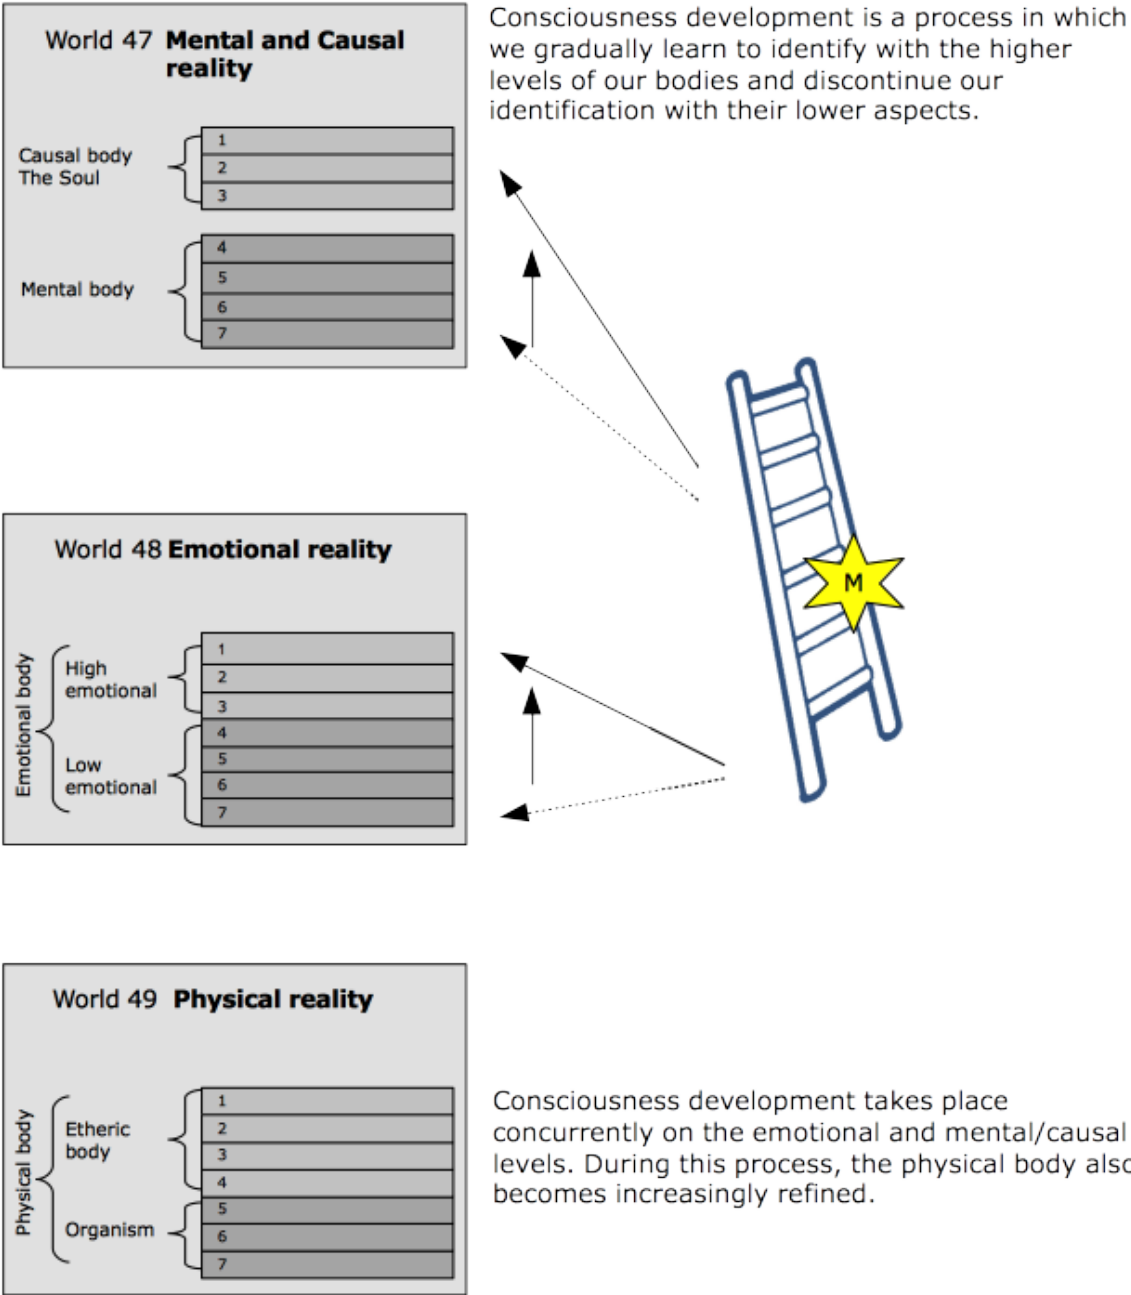 World 47 Mental and Causal
reality
Causal body
The Soul
1
2
3
Mental body
4
5
6
7
Consciousness development is a process in which
we gradually learn to identify with the higher
levels of our bodies and discontinue our
identification with their lower aspects.
M
World 48 Emotional reality
Emotional body
High
emotional
1
2
3
Low
emotional
4
5
6
7
World 49 Physical reality
Physical body
Etheric
body
1
2
3
4
Organism
5
6
7
Consciousness development takes place
concurrently on the emotional and mental/causal
levels. During this process, the physical body also
becomes increasingly refined.